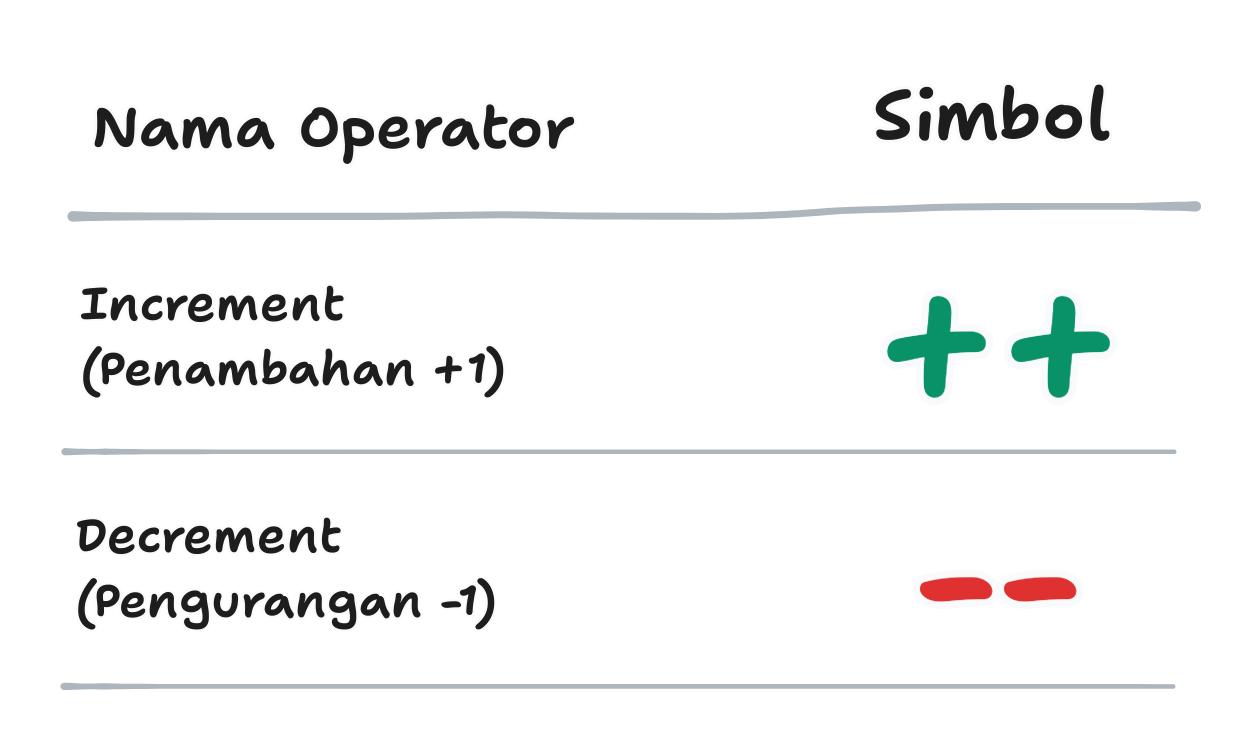 Nama Operator Simbol
Increment
(Penambahan +1) ++
Decrement
(Pengurangan -1) --